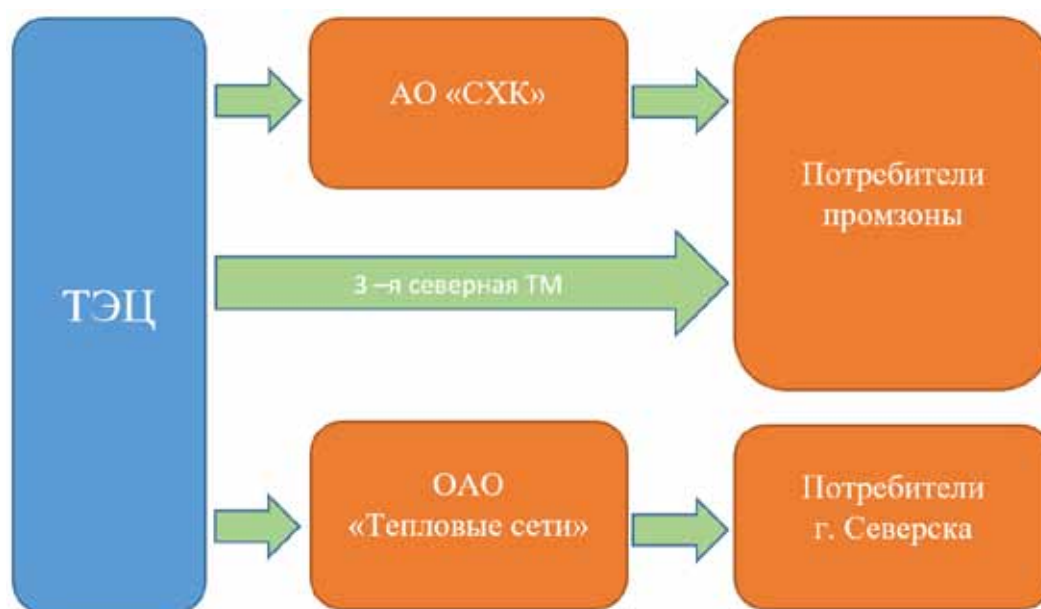 ТЭЦ
АО «СХК»
Потребители
промзоны
3 –я северная ТМ
ОАО
«Тепловые сети»
Потребители
г. Северска